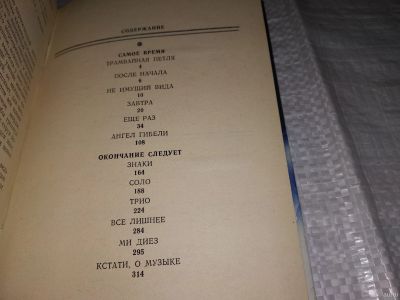 СОДЕРЖАНИЕ
САМОЕ ВРЕМЯ
ТРАМВАЙНАЯ ПЕТЛЯ
4
ПОСЛЕ НАЧАЛА
6
НЕ ИМУЩИЙ ВИДА
10
ЗАВТРА
20
ЕЩЕ РАЗ
34
АНГЕЛ ГИБЕЛИ
108
ОКОНЧАНИЕ СЛЕДУЕТ
ЗНАКИ
164
СОЛО
188
ТРИО
224
ВСЕ ЛИШНЕЕ
284
МИ ДИЕЗ
295
КСТАТИ, О МУЗЫКЕ
314